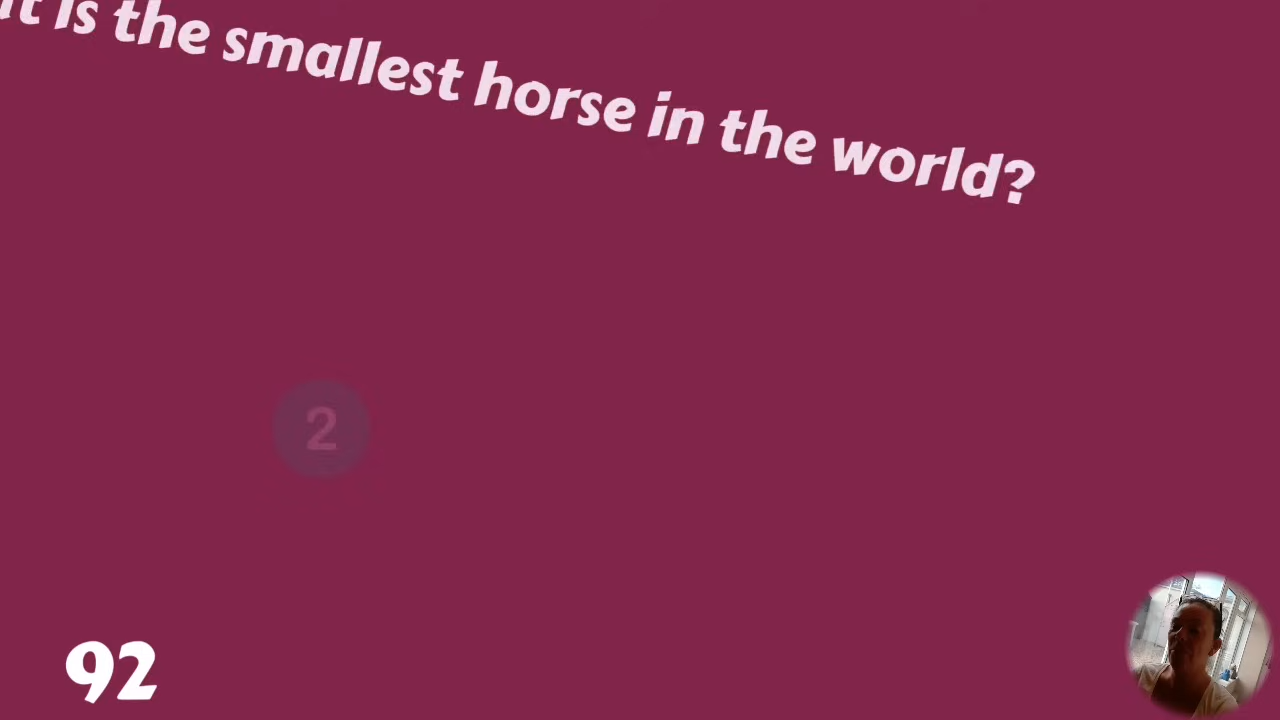 is the smallest horse in the world?
2
92